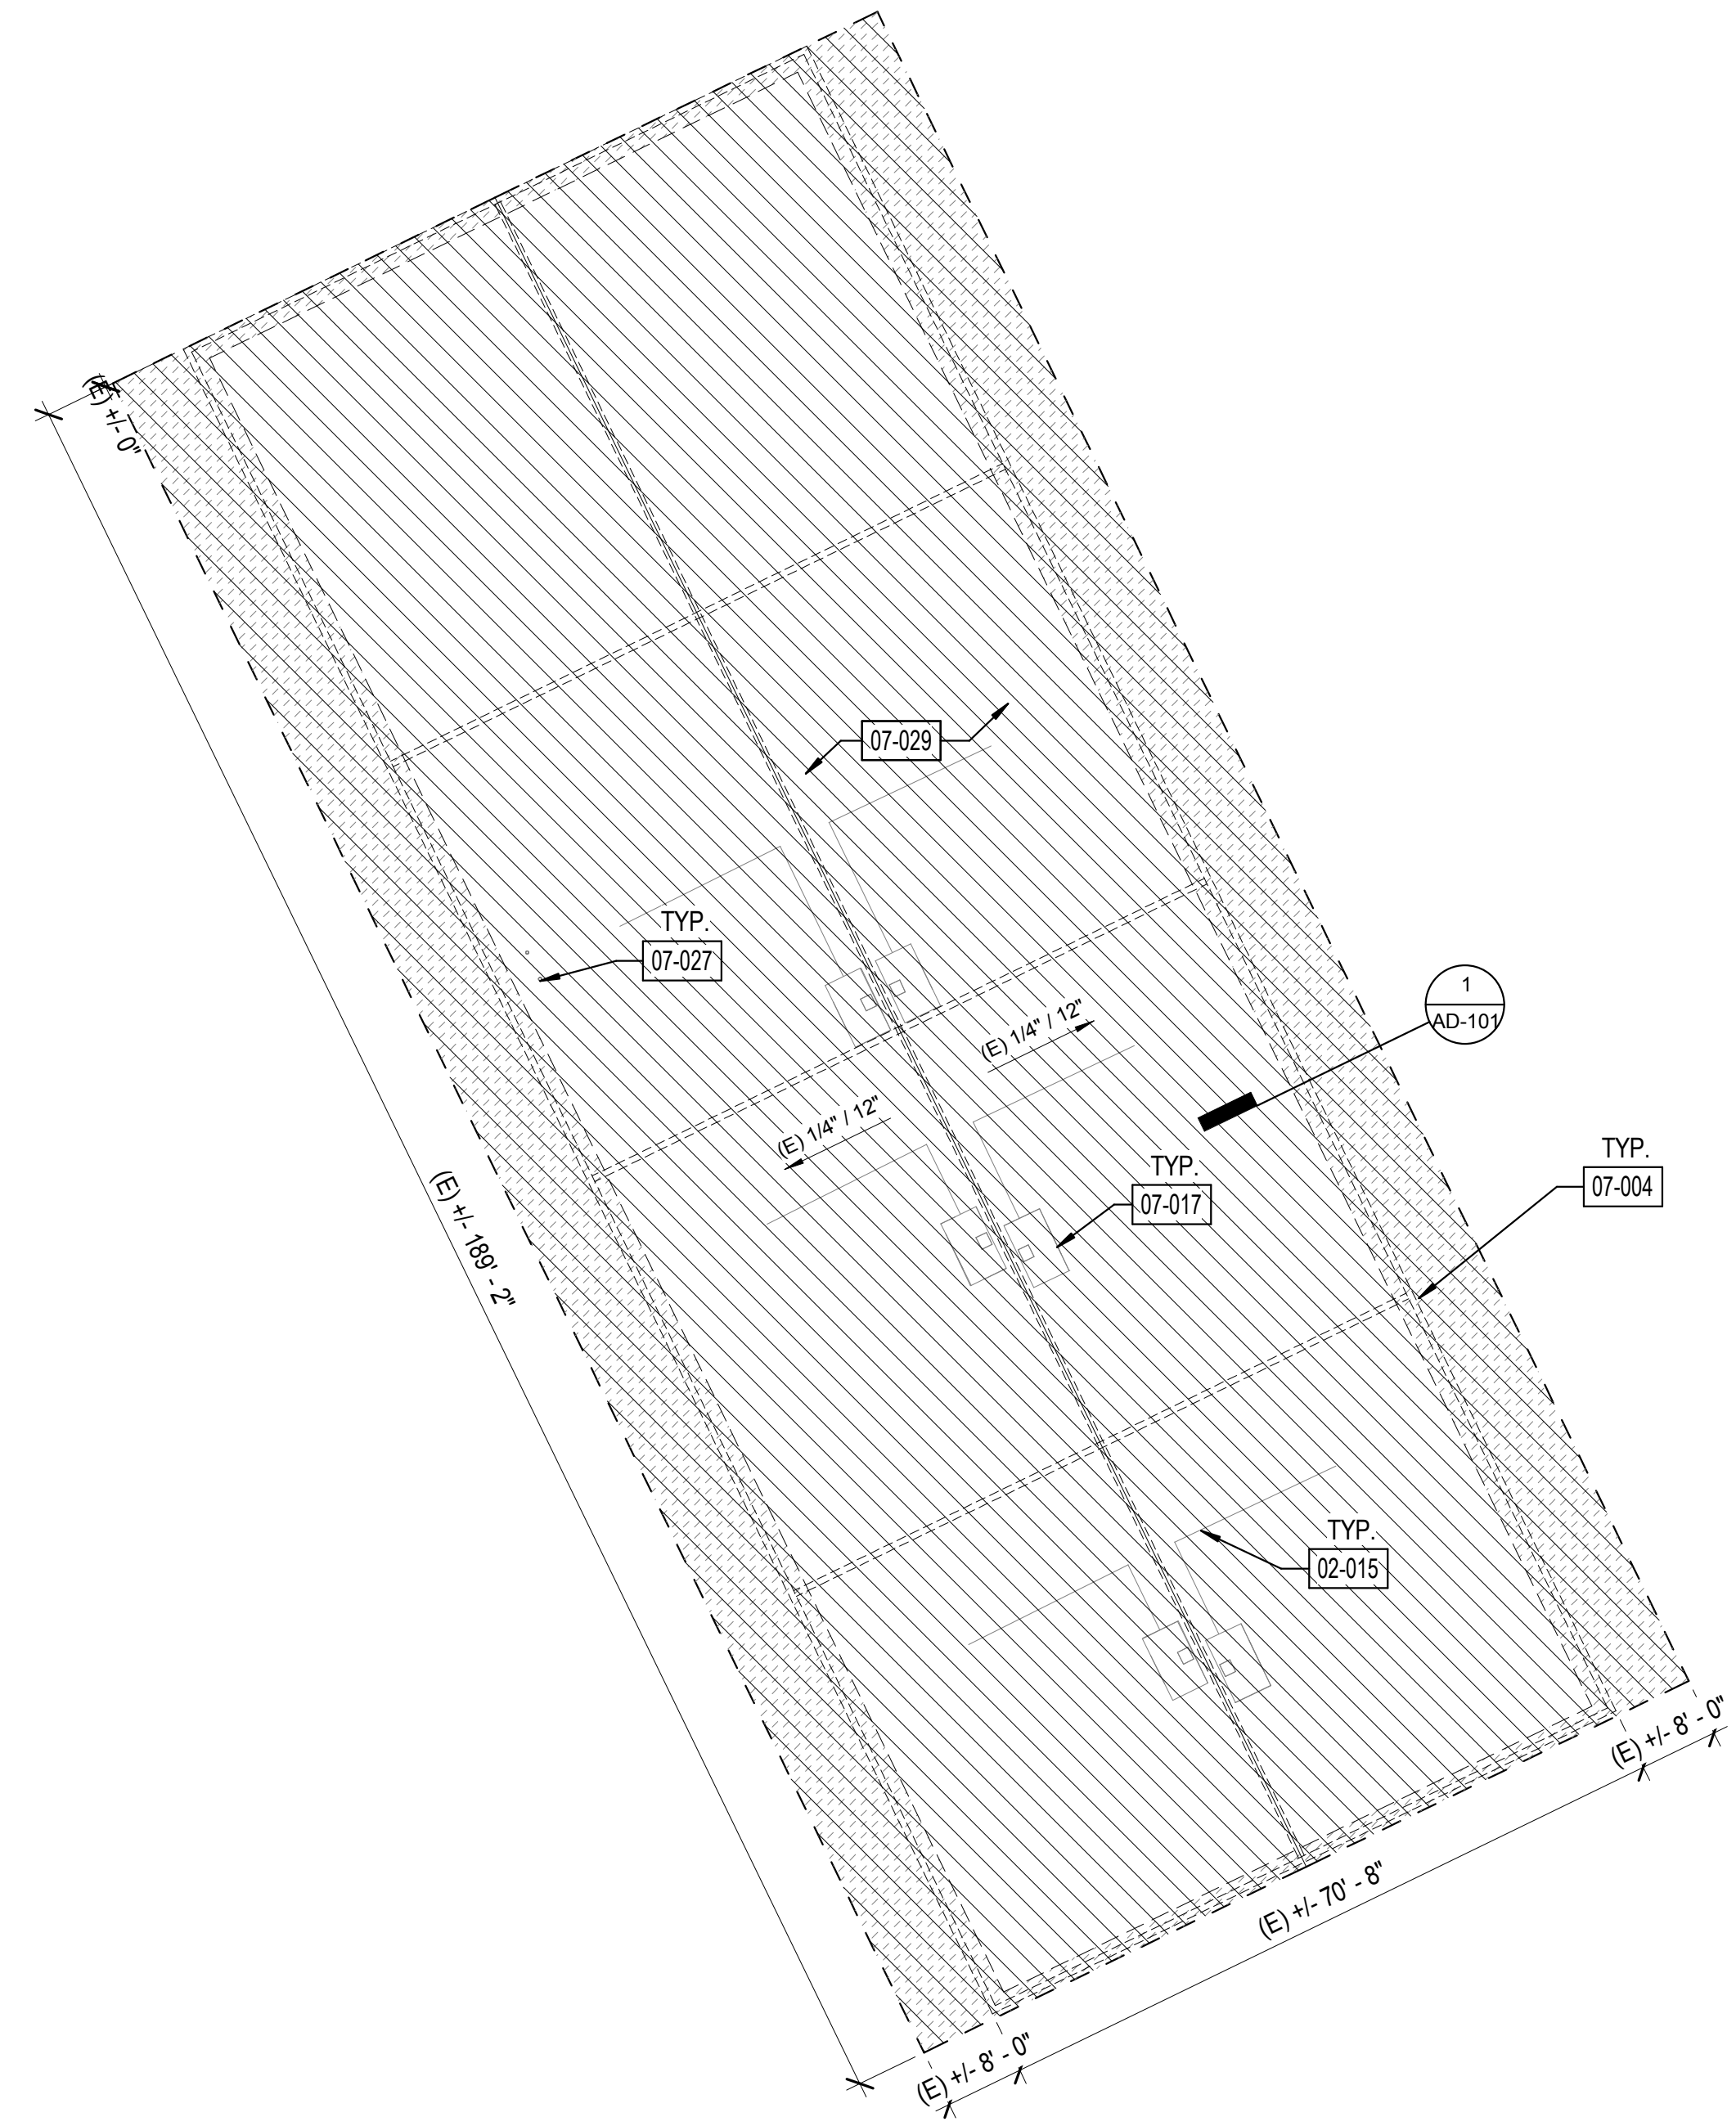 (E) +/- 0"
07-029
TYP.
07-027
(E) 1/4" / 12"
1
AD-101
(E) 1/4" / 12"
TYP.
07-017
TYP.
07-004
(E) +/- 189' - 2"
TYP.
02-015
(E) +/- 8' - 0"
(E) +/- 70' - 8"
(E) +/- 8' - 0"